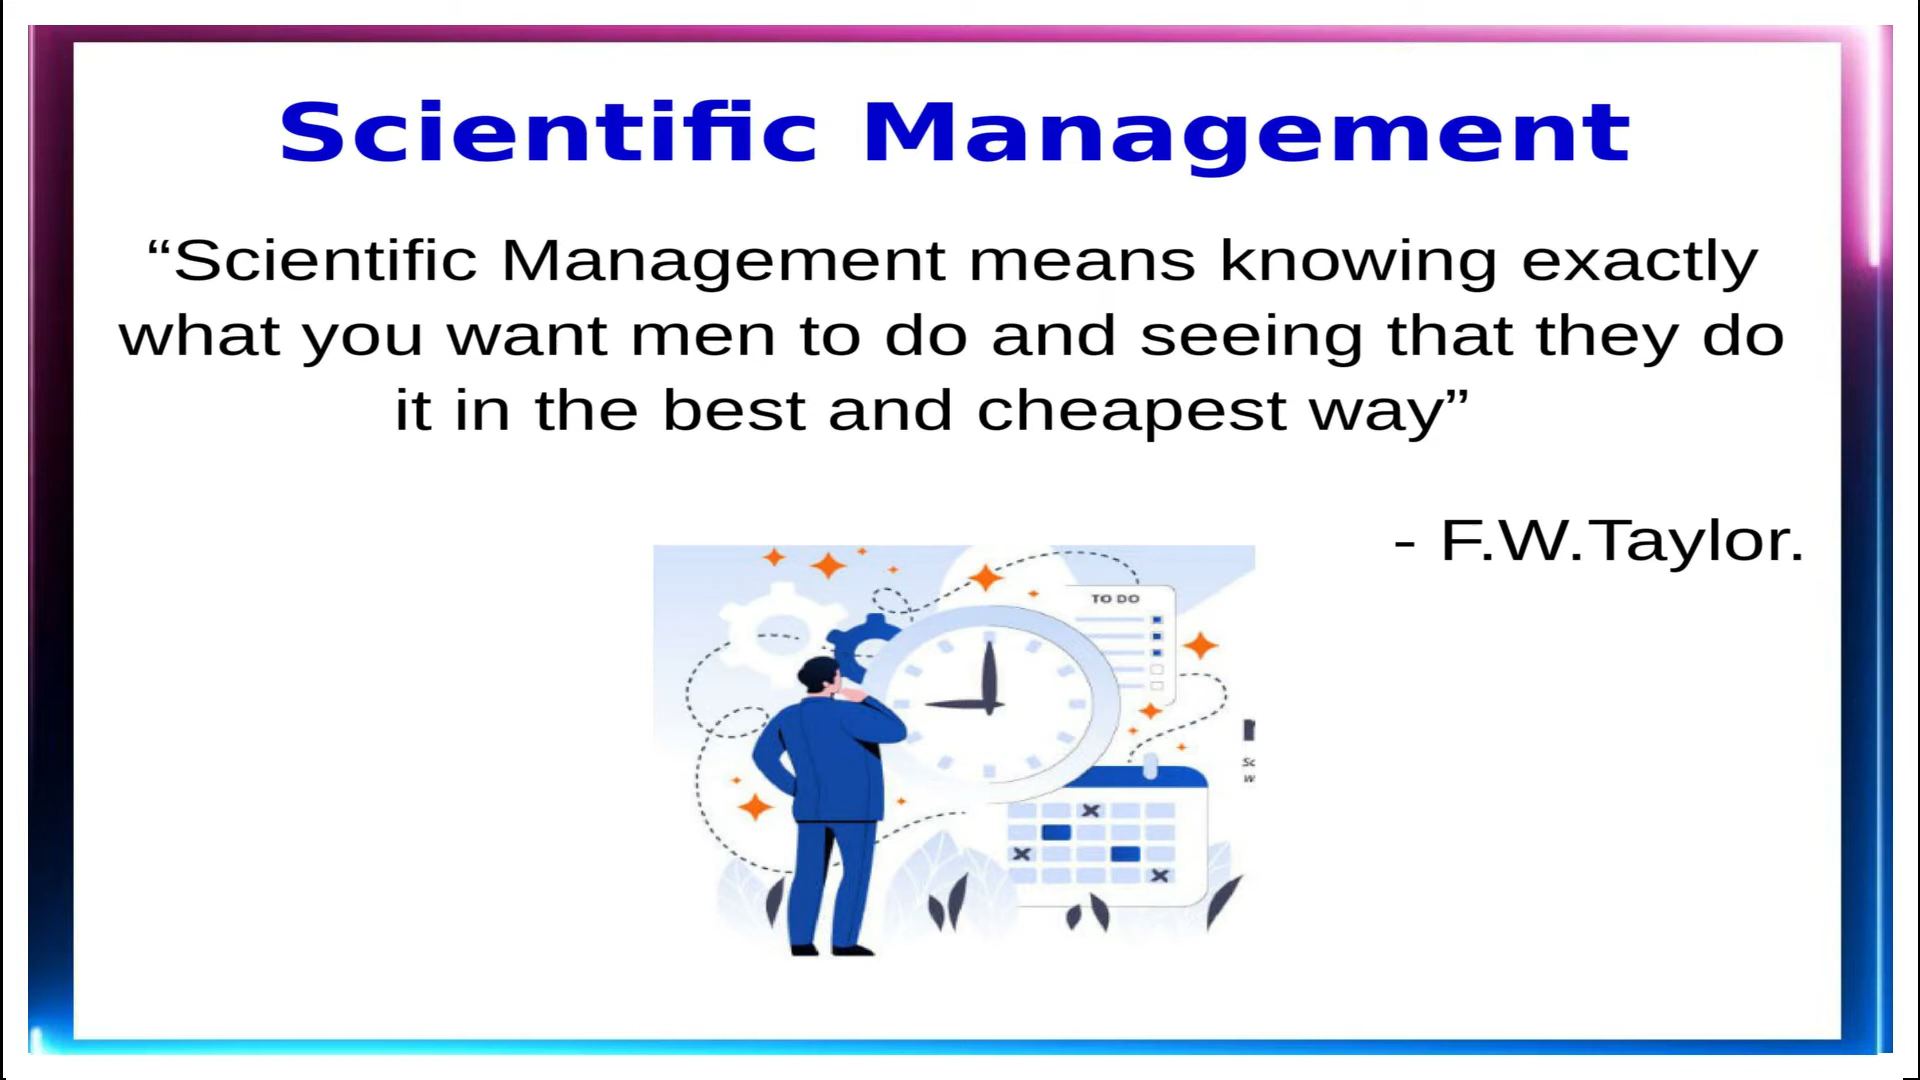 Scientific Management
“Scientific Management means knowing exactly
what you want men to do and seeing that they do
it in the best and cheapest way”
- F.W.Taylor.
TO DO